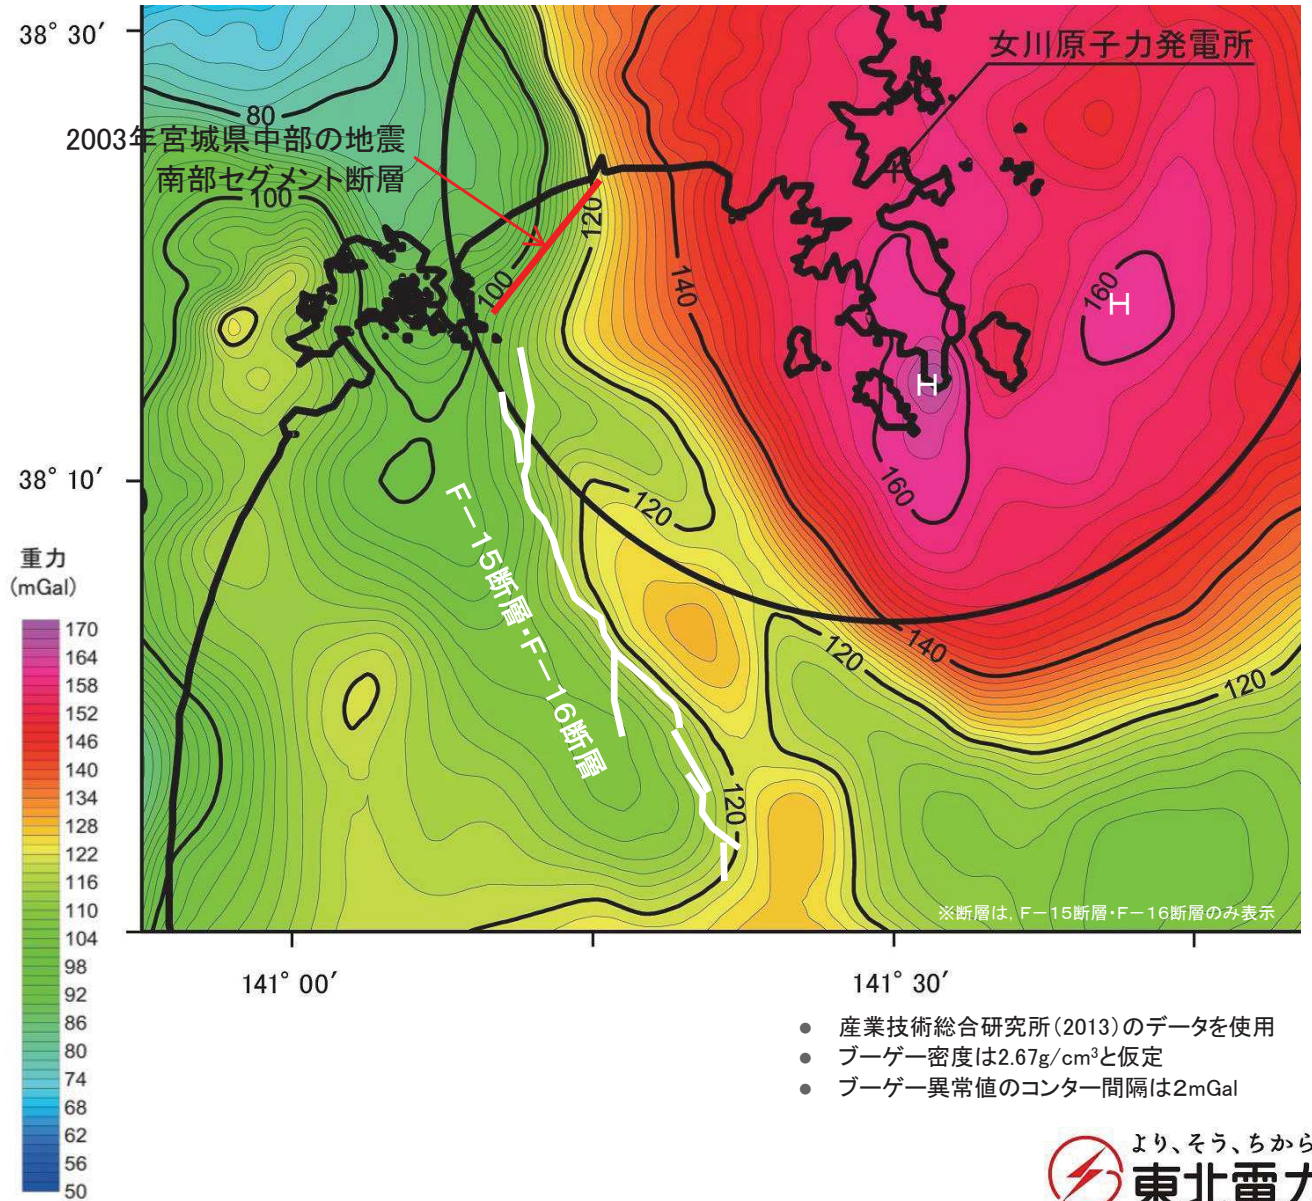 38° 30′
女川原子力発電所
80
2003年宮城県中部の地震
南部セグメント断層
100
120
100
140
160
H
H
160
38° 10′
120
F－15断層・F－16断層
重力
(mGal)
140
120
120
120
170
164
158
152
146
140
134
128
122
116
110
104
98
92
86
80
74
68
62
56
50
※断層は，F－15断層・F－16断層のみ表示
141° 00′
141° 30′
● 産業技術総合研究所（2013）のデータを使用
● ブーゲー密度は2.67g/cm³と仮定
● ブーゲー異常値のコンター間隔は2mGal
より、そう、ちから
東北電力